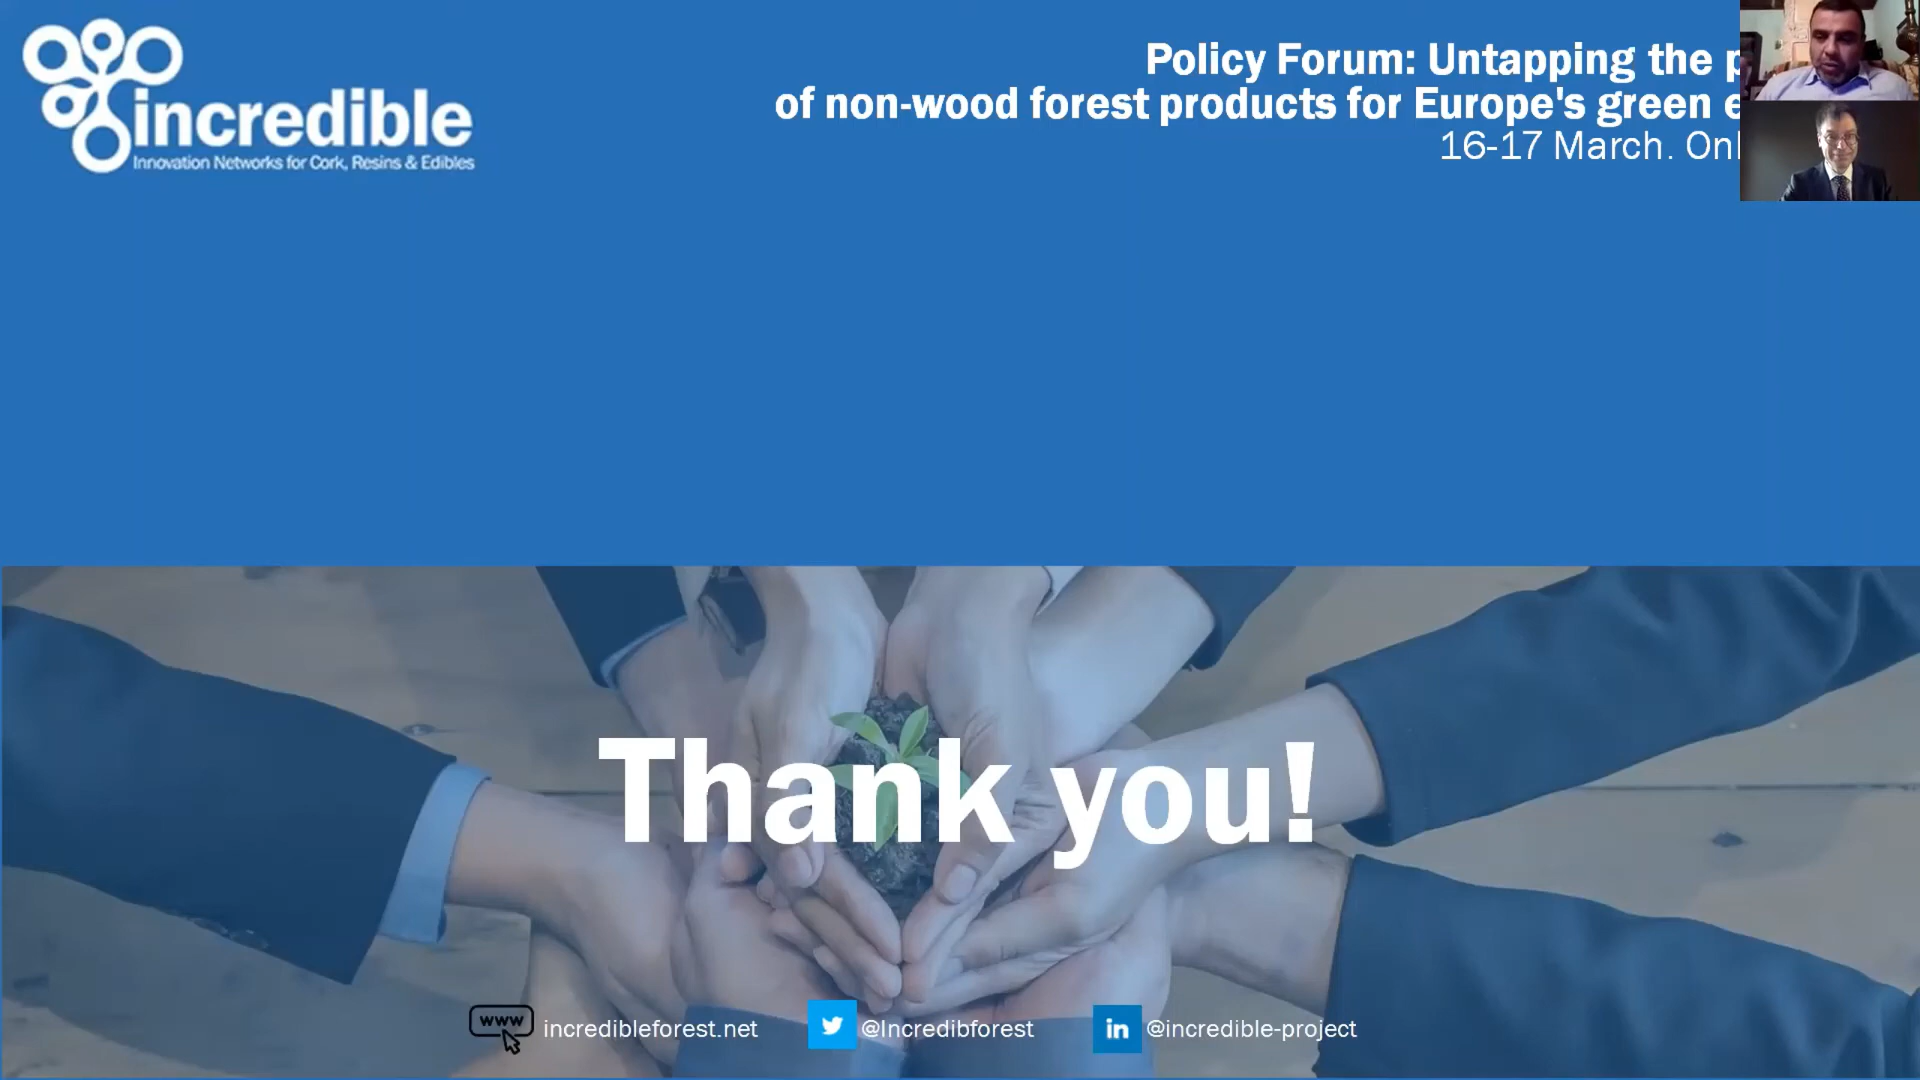 incredible
Innovation Networks for Cork, Resins & Edibles
Policy Forum: Untapping the
of non-wood forest products for Europe's green
16-17 March.
Thank you!
www incredibleforest.net @Incredibforest in @incredible-project